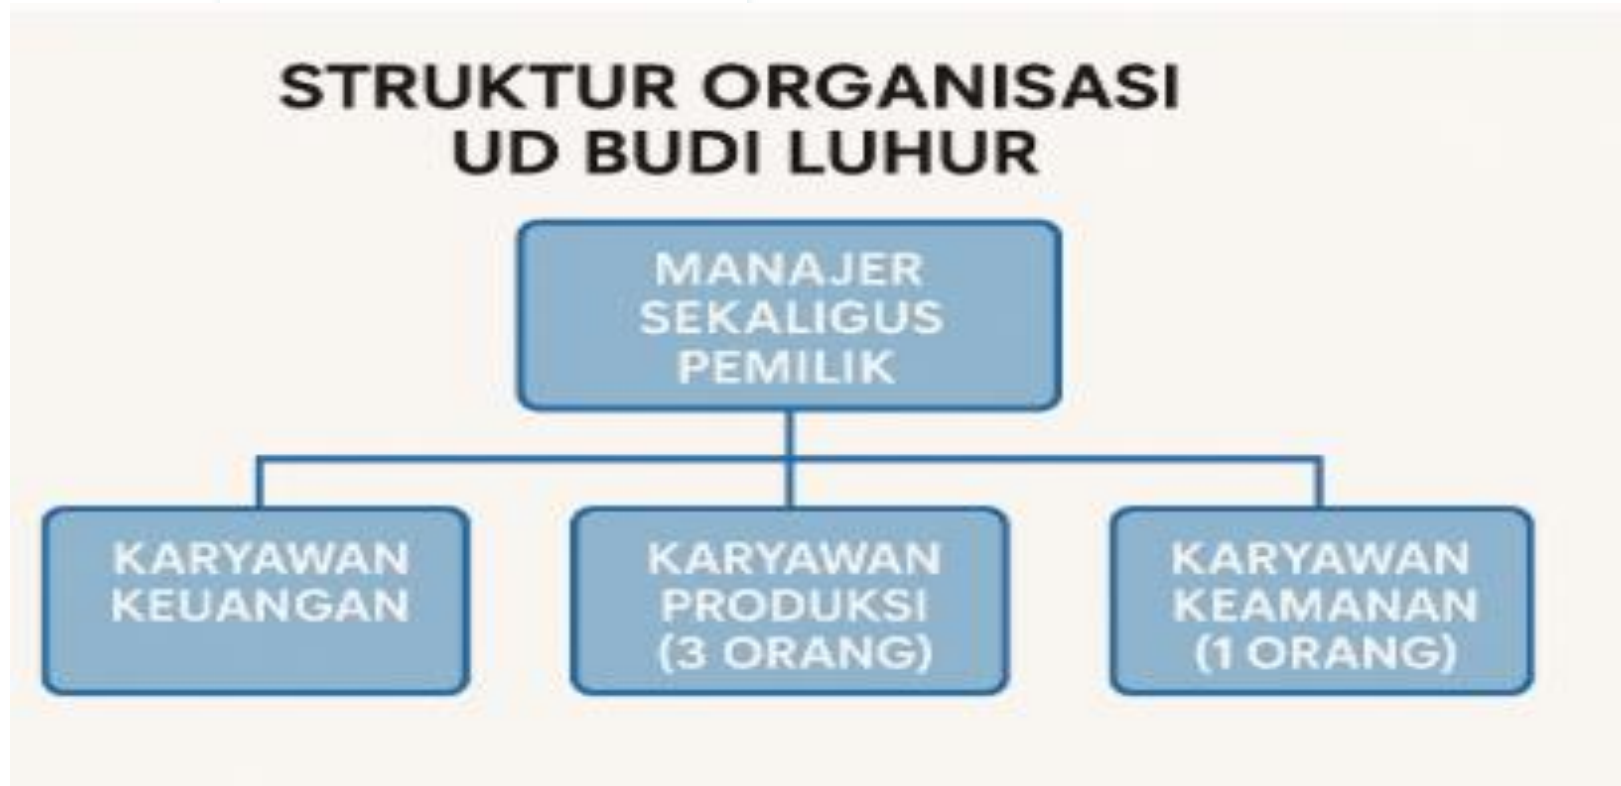 STRUKTUR ORGANISASI
UD BUDI LUHUR
MANAJER
SEKALIGUS
PEMILIK
KARYAWAN
KEUANGAN
KARYAWAN
PRODUKSI
(3 ORANG)
KARYAWAN
KEAMANAN
(1 ORANG)